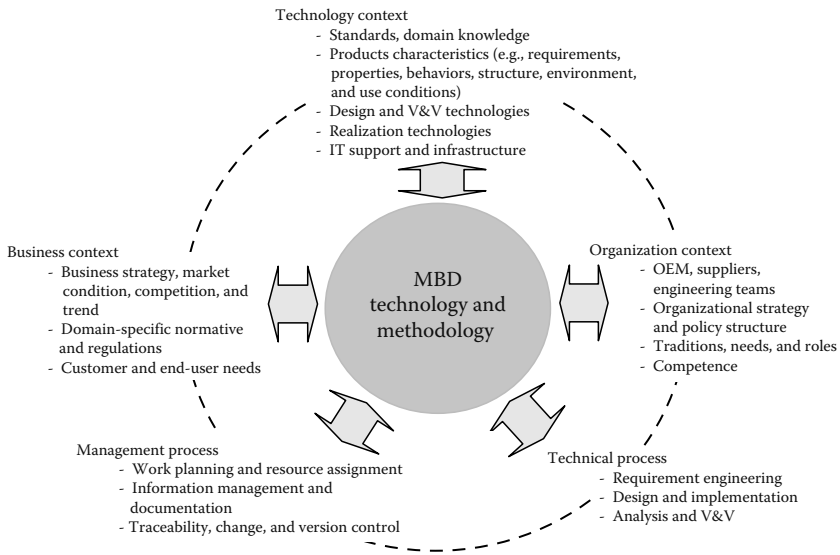 Technology context
- Standards, domain knowledge
- Products characteristics (e.g., requirements,
properties, behaviors, structure, environment,
and use conditions)
- Design and V&V technologies
- Realization technologies
- IT support and infrastructure
Business context
- Business strategy, market
condition, competition, and
trend
- Domain-specific normative
and regulations
- Customer and end-user needs
MBD
technology and
methodology
Organization context
- OEM, suppliers,
engineering teams
- Organizational strategy
and policy structure
- Traditions, needs, and roles
- Competence
Management process
- Work planning and resource assignment
- Information management and
documentation
- Traceability, change, and version control
Technical process
- Requirement engineering
- Design and implementation
- Analysis and V&V